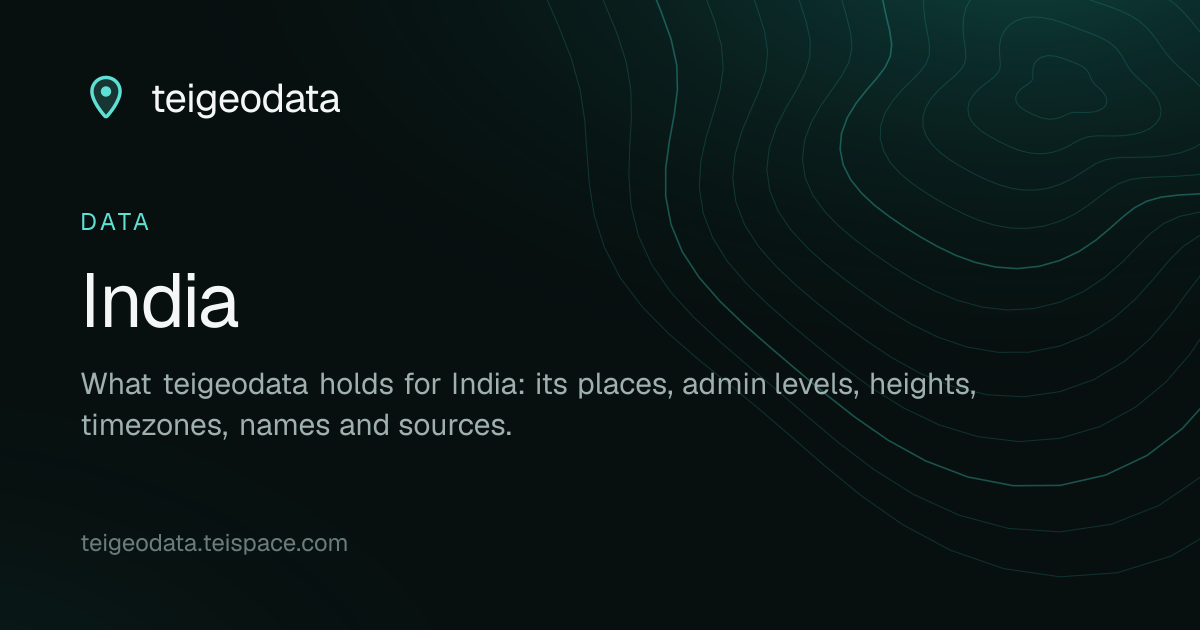 teigeodata
DATA
India
What teigeodata holds for India: its places, admin levels, heights,
timezones, names and sources.
teigeodata.teispace.com